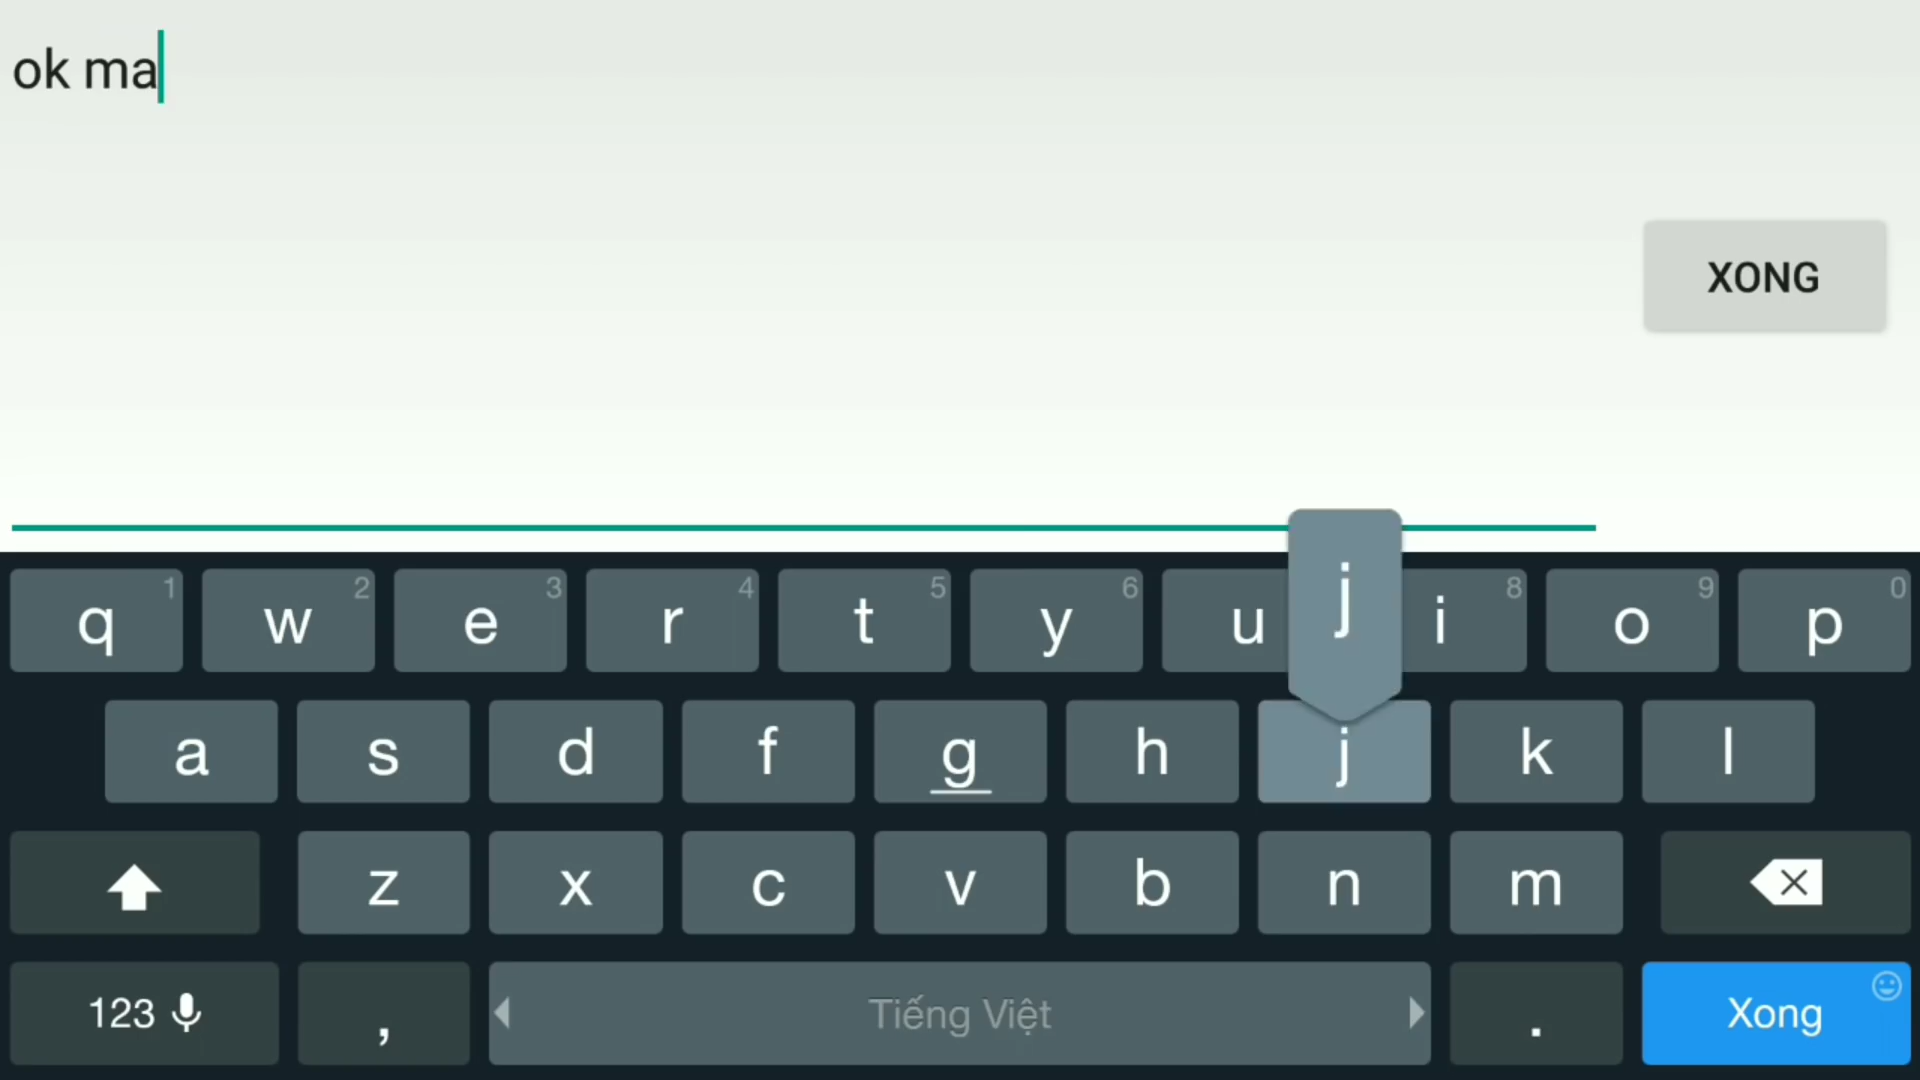 ok ma
XONG
j
q 1 w 2 e 3 r 4 t 5 y 6 u i 8 o 9 p 0
a s d f g h j k l
z x c v b n m
123 , Tiếng Việt . Xong